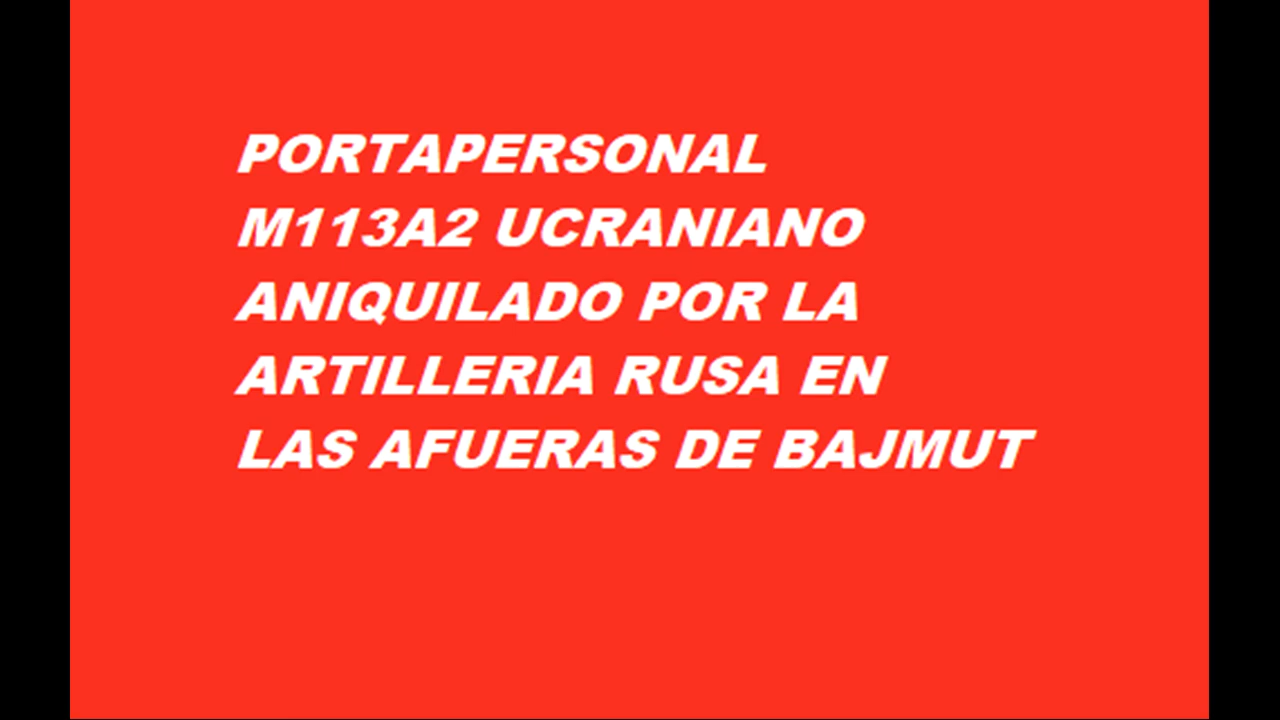 PORTAPERSONAL
M113A2 UCRANIANO
ANIQUILADO POR LA
ARTILLERIA RUSA EN
LAS AFUERAS DE BAJMUT